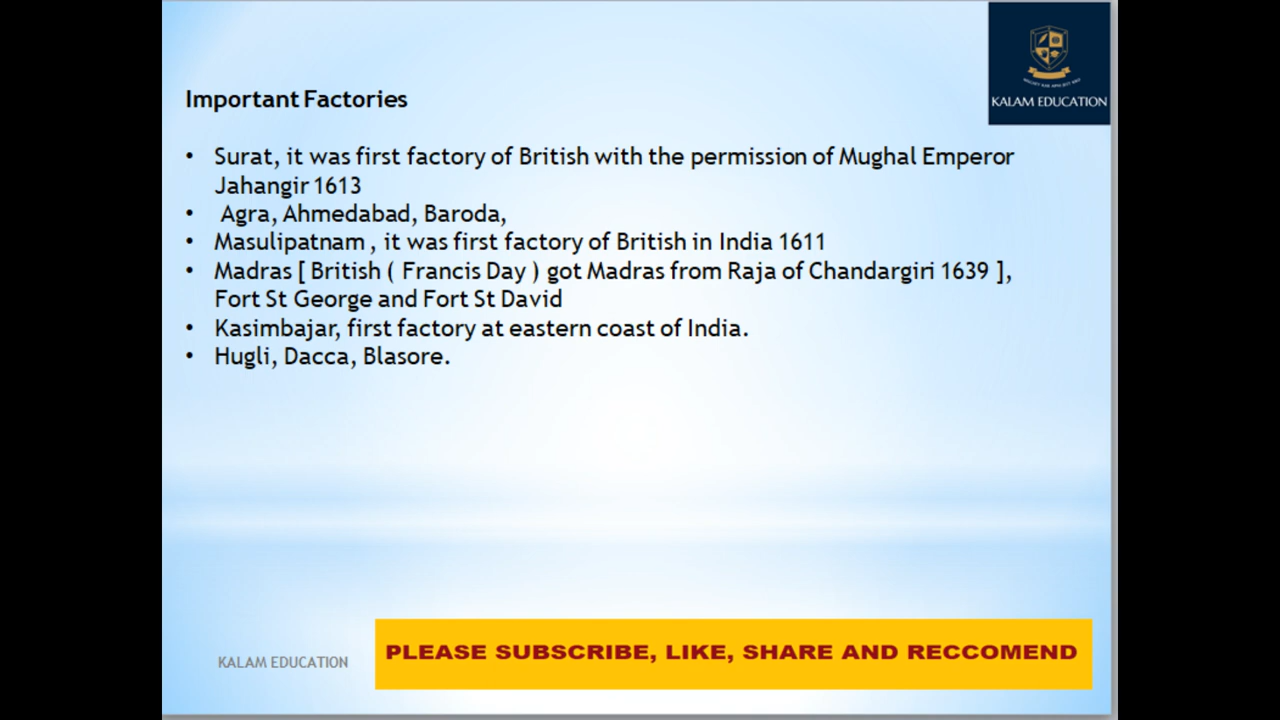 KALAM EDUCATION
Important Factories
• Surat, it was first factory of British with the permission of Mughal Emperor
Jahangir 1613
• Agra, Ahmedabad, Baroda,
• Masulipatnam , it was first factory of British in India 1611
• Madras [ British ( Francis Day ) got Madras from Raja of Chandargiri 1639 ],
Fort St George and Fort St David
• Kasimbajar, first factory at eastern coast of India.
• Hugli, Dacca, Blasore.
KALAM EDUCATION
PLEASE SUBSCRIBE, LIKE, SHARE AND RECCOMEND